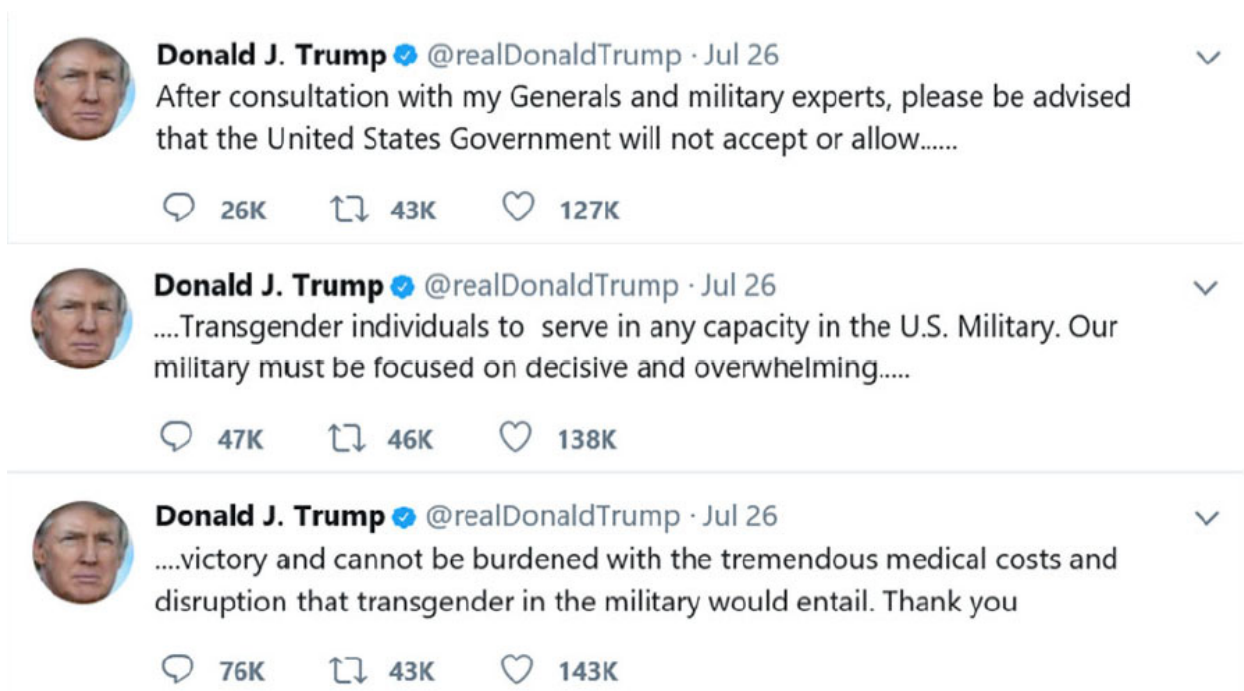 Donald J. Trump @realDonaldTrump · Jul 26
After consultation with my Generals and military experts, please be advised
that the United States Government will not accept or allow......
26K 43K 127K
Donald J. Trump @realDonaldTrump · Jul 26
....Transgender individuals to serve in any capacity in the U.S. Military. Our
military must be focused on decisive and overwhelming.....
47K 46K 138K
Donald J. Trump @realDonaldTrump · Jul 26
....victory and cannot be burdened with the tremendous medical costs and
disruption that transgender in the military would entail. Thank you
76K 43K 143K